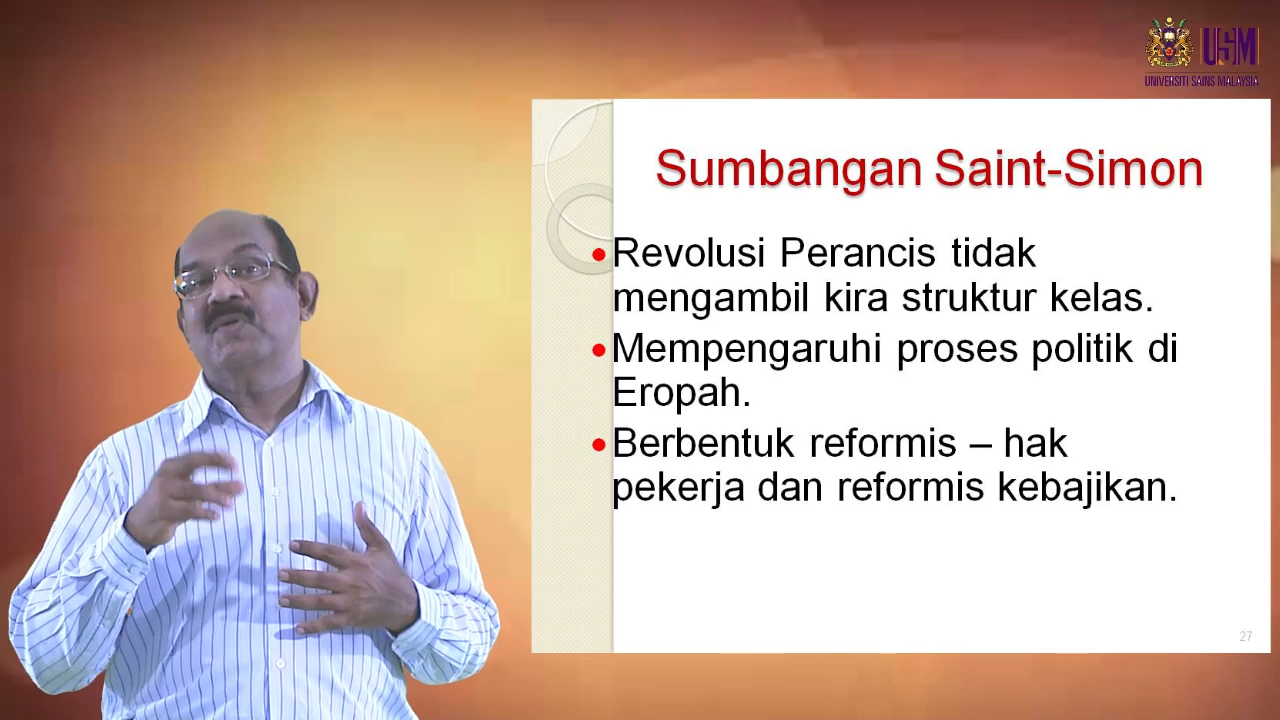 USM
UNIVERSITI SAINS MALAYSIA
Sumbangan Saint-Simon
•Revolusi Perancis tidak
mengambil kira struktur kelas.
•Mempengaruhi proses politik di
Eropah.
•Berbentuk reformis – hak
pekerja dan reformis kebajikan.
27